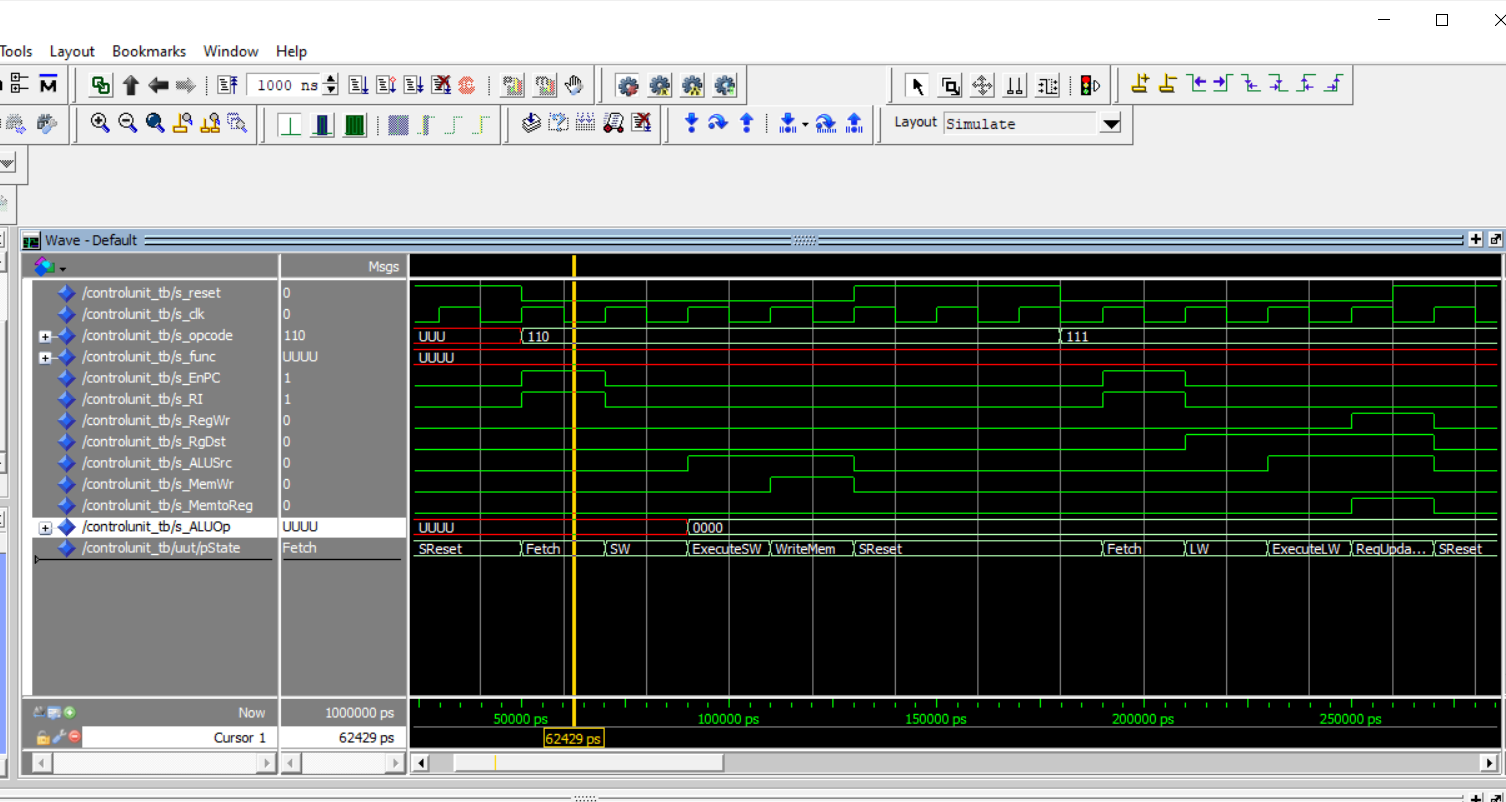 Tools Layout Bookmarks Window Help
1000 ns
Layout Simulate
Wave - Default
Msgs
/controlunit_tb/s_reset 0
/controlunit_tb/s_clk 0
/controlunit_tb/s_opcode 110 UUU 110 111
/controlunit_tb/s_func UUUU UUUU
/controlunit_tb/s_EnPC 1
/controlunit_tb/s_RI 1
/controlunit_tb/s_RegWr 0
/controlunit_tb/s_RgDst 0
/controlunit_tb/s_ALUSrc 0
/controlunit_tb/s_MemWr 0
/controlunit_tb/s_MemtoReg 0
/controlunit_tb/s_ALUOp UUUU UUUU 0000
/controlunit_tb/uut/pState Fetch SReset Fetch SW ExecuteSW WriteMem SReset Fetch LW ExecuteLW RegUpda... SReset
Now 1000000 ps 50000 ps 100000 ps 150000 ps 200000 ps 250000 ps
Cursor 1 62429 ps 62429 ps